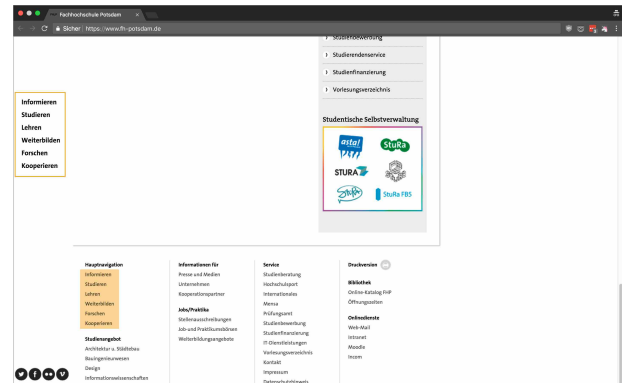 Fachhochschule Potsdam
Sicher https://www.fh-potsdam.de
Studienbewerbung
Studierendenservice
Studienfinanzierung
Vorlesungsverzeichnis
Informieren
Studieren
Lehren
Weiterbilden
Forschen
Kooperieren
Studentische Selbstverwaltung
asta!
StuRa
STURA
StuRa FB5
Hauptnavigation
Informieren
Studieren
Lehren
Weiterbilden
Forschen
Kooperieren
Studienangebot
Architektur u. Städtebau
Bauingenieurwesen
Design
Informationswissenschaften
Informationen für
Presse und Medien
Unternehmen
Kooperationspartner
Jobs/Praktika
Stellenausschreibungen
Job-und Praktikumsbörsen
Weiterbildungsangebote
Service
Studienberatung
Hochschulsport
Internationales
Mensa
Prüfungsamt
Studienbewerbung
Studienfinanzierung
IT-Dienstleistungen
Vorlesungsverzeichnis
Kontakt
Impressum
Datenschutzhinweis
Druckversion
Bibliothek
Online-Katalog FHP
Öffnungszeiten
Onlinedienste
Web-Mail
Intranet
Moodle
Incom